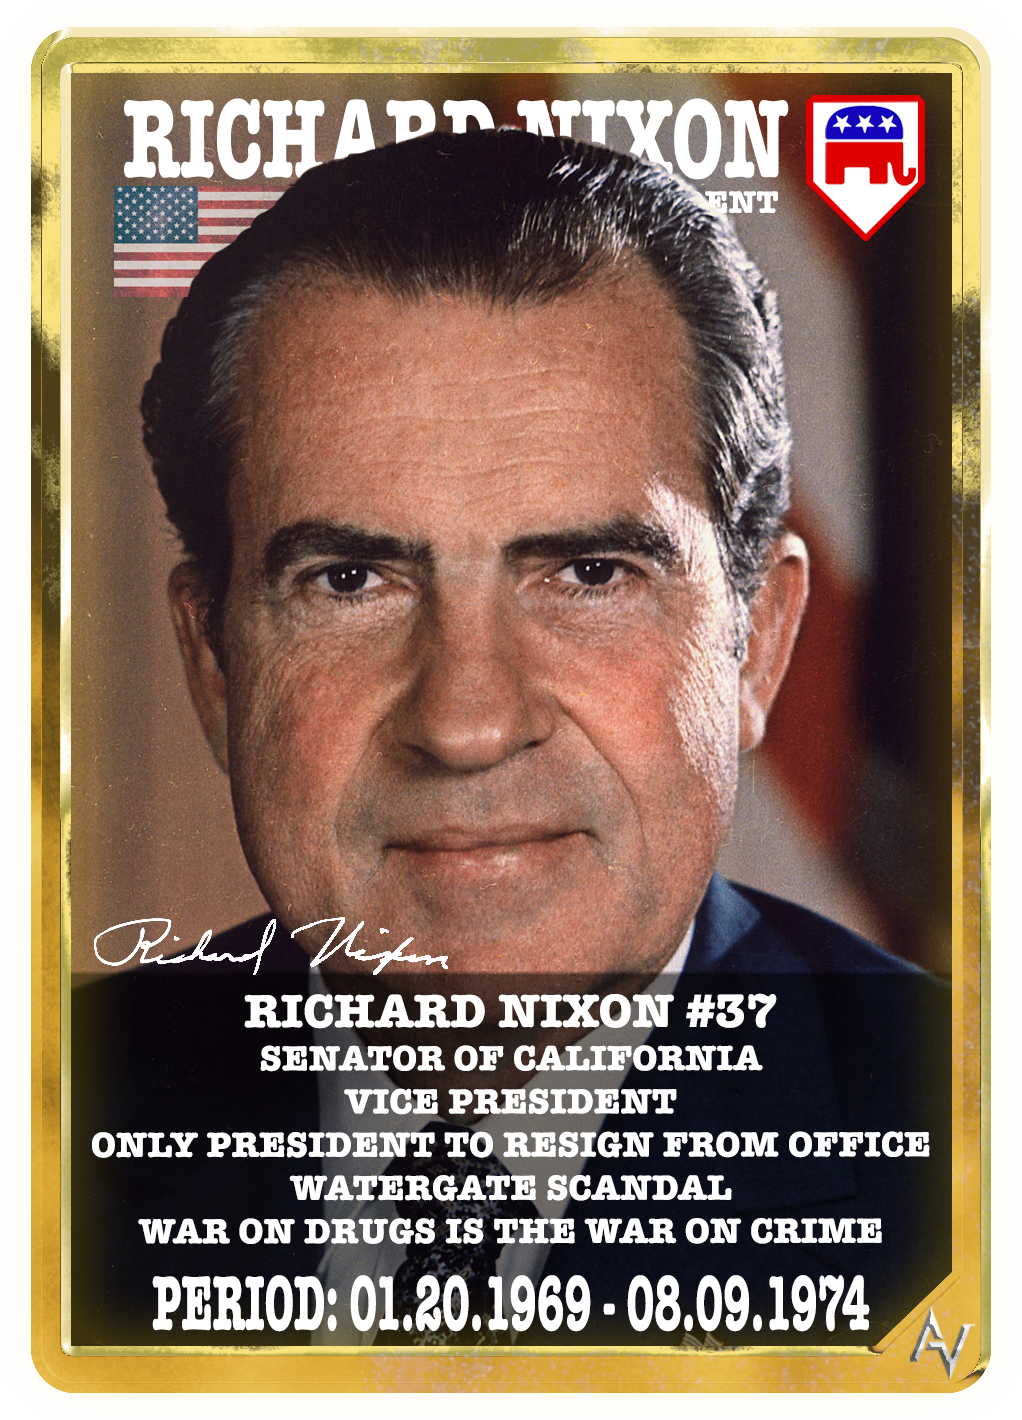 RICHARD NIXON
Richard Nixon
RICHARD NIXON #37
SENATOR OF CALIFORNIA
VICE PRESIDENT
ONLY PRESIDENT TO RESIGN FROM OFFICE
WATERGATE SCANDAL
WAR ON DRUGS IS THE WAR ON CRIME
PERIOD: 01.20.1969 - 08.09.1974
AV